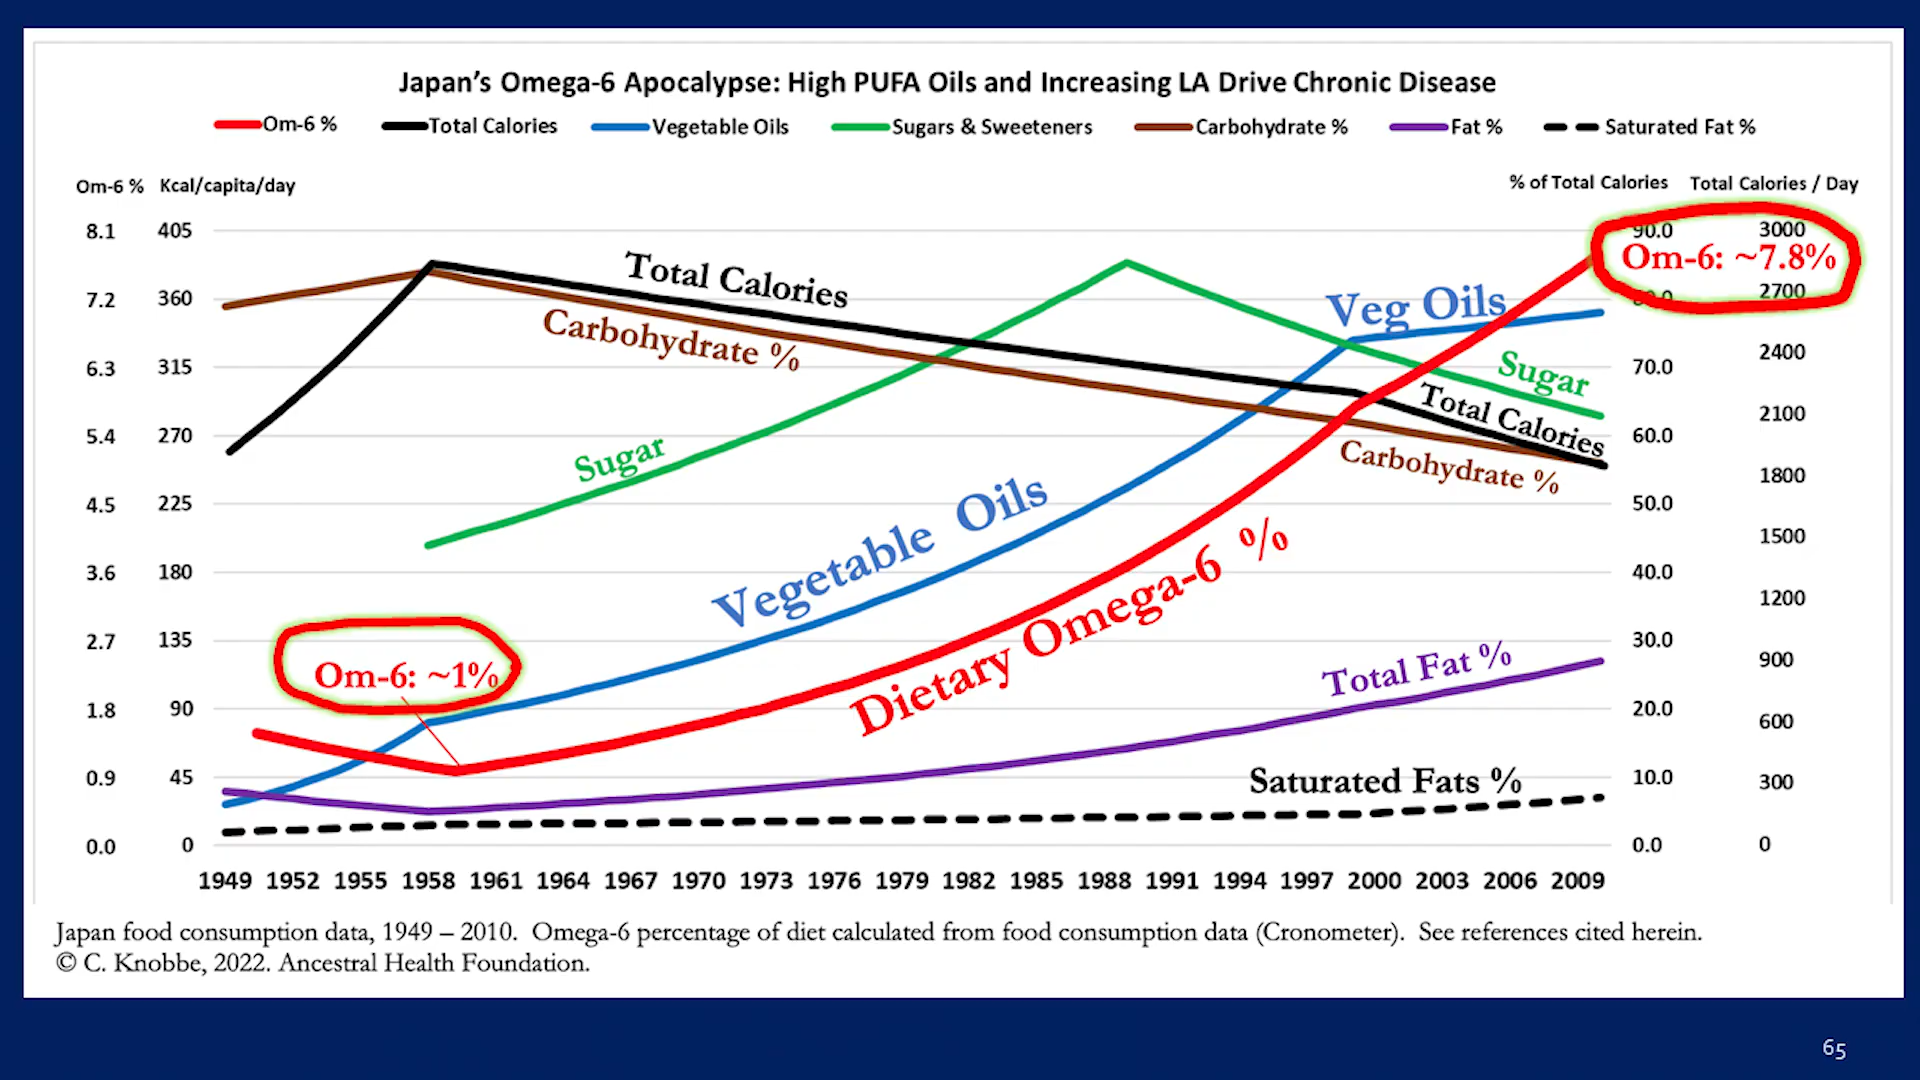 Japan's Omega-6 Apocalypse: High PUFA Oils and Increasing LA Drive Chronic Disease
Om-6 % Total Calories Vegetable Oils Sugars & Sweeteners Carbohydrate % Fat % Saturated Fat %
Om-6 % Kcal/capita/day % of Total Calories Total Calories / Day
8.1 405 90.0 3000
Om-6: ~7.8%
7.2 360 2700
6.3 315 70.0 2400
2100
5.4 270 60.0
1800
4.5 225 50.0
1500
3.6 180 40.0
1200
2.7 135 30.0
900
1.8 90 20.0
600
0.9 45 10.0 300
0.0 0 0.0 0
Total Calories
Carbohydrate %
Veg Oils
Sugar
Total Calories
Carbohydrate %
Sugar
Vegetable Oils
Dietary Omega-6 %
Om-6: ~1%
Total Fat %
Saturated Fats %
1949 1952 1955 1958 1961 1964 1967 1970 1973 1976 1979 1982 1985 1988 1991 1994 1997 2000 2003 2006 2009
Japan food consumption data, 1949 – 2010. Omega-6 percentage of diet calculated from food consumption data (Cronometer). See references cited herein.
© C. Knobbe, 2022. Ancestral Health Foundation.
65